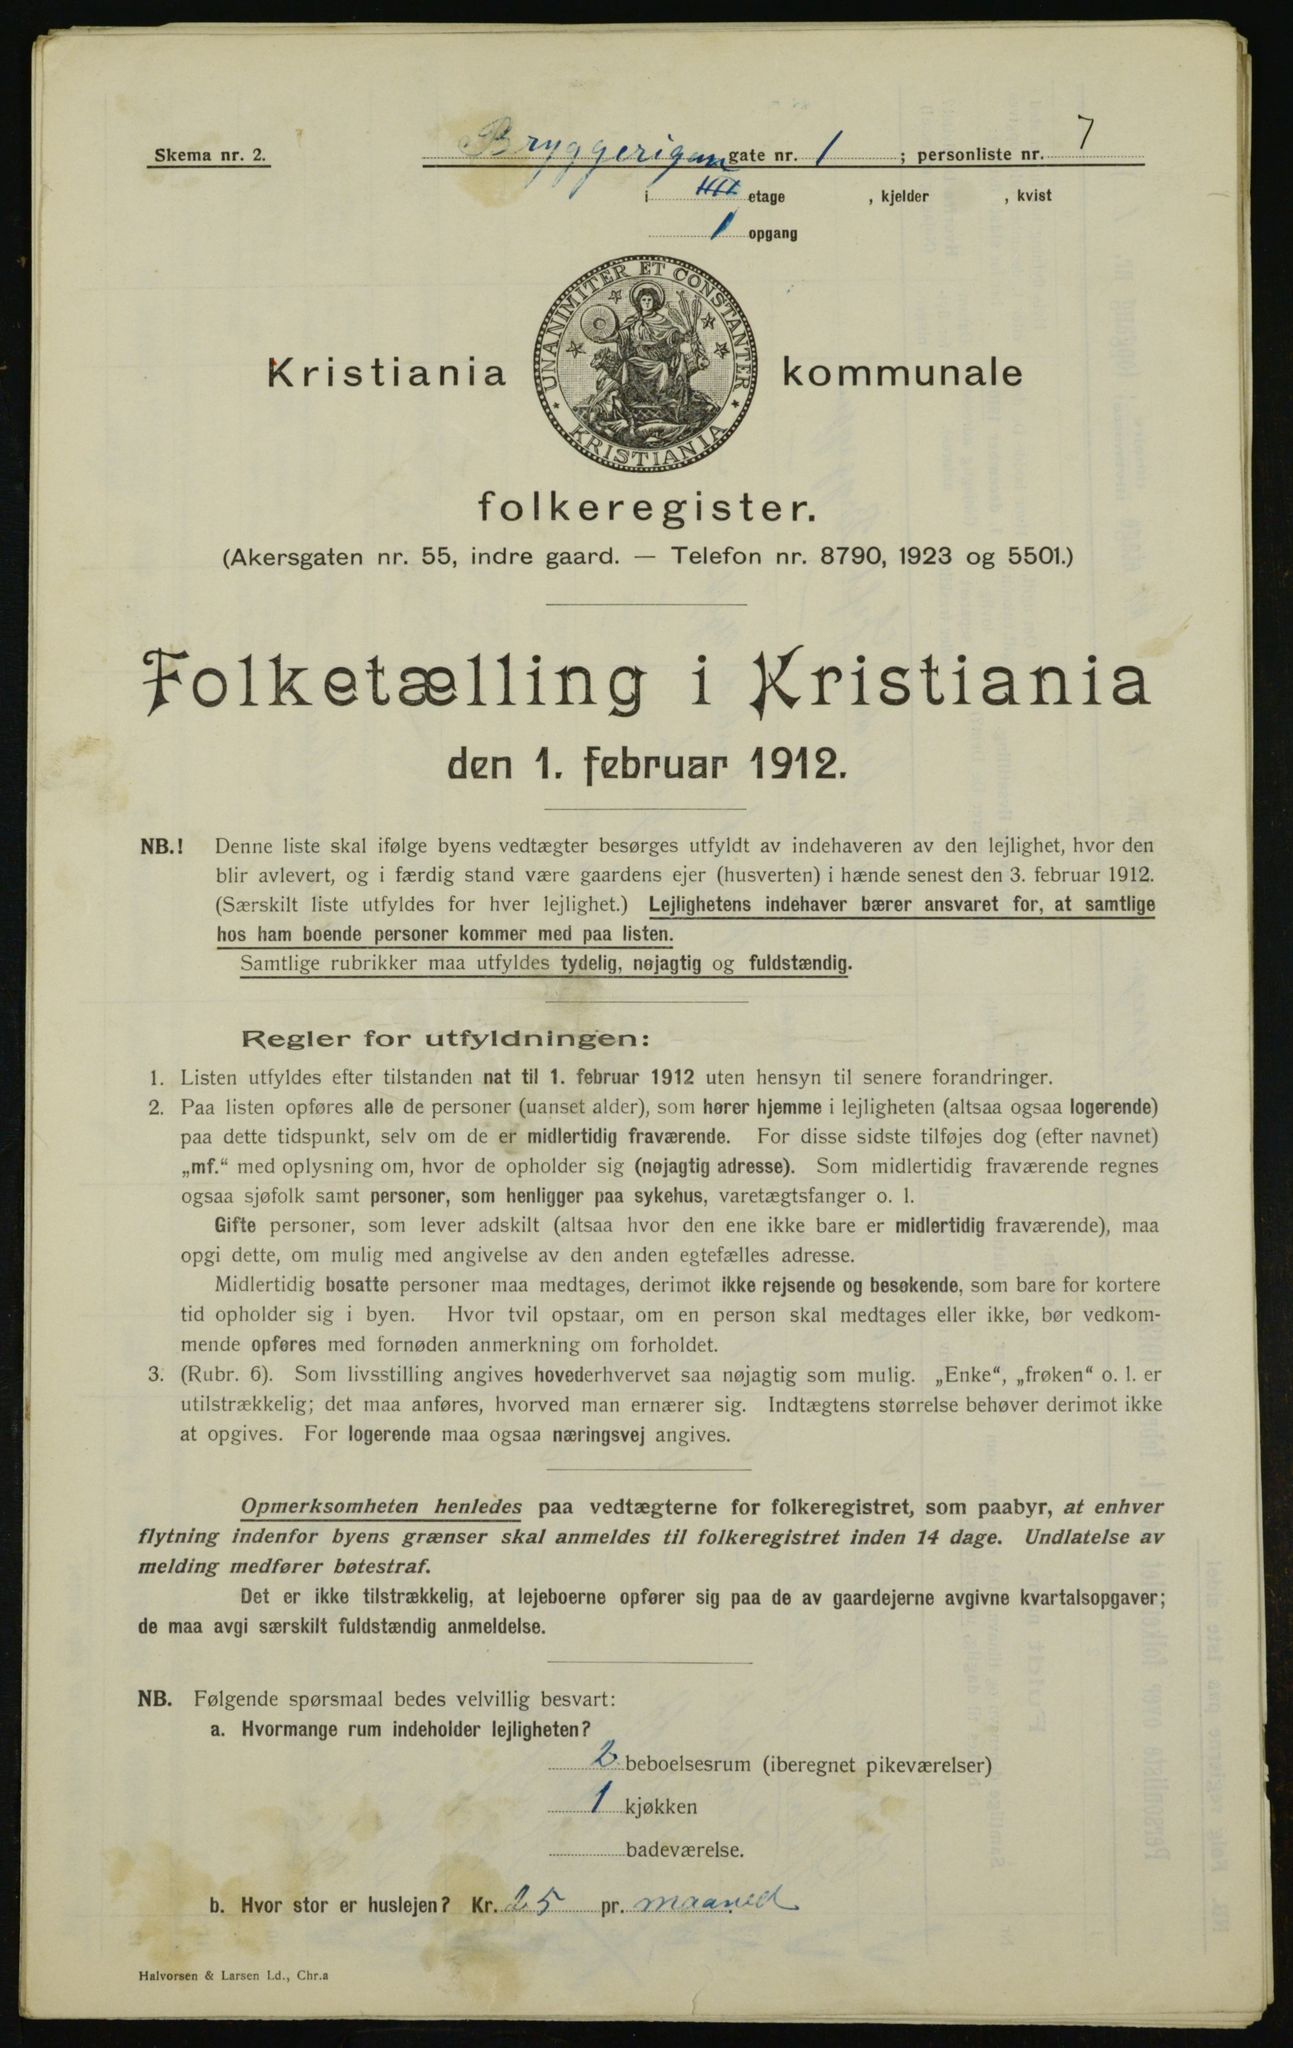 Skema nr. 2.
Bryggerigaten gate nr. 1 ; personliste nr. 7
i III etage , kjelder , kvist
1 opgang
UNANIMITER ET CONSTANTER
KRISTIANIA
Kristiania kommunale
folkeregister.
(Akersgaten nr. 55, indre gaard. — Telefon nr. 8790, 1923 og 5501.)
Folketælling i Kristiania
den 1. februar 1912.
NB.! Denne liste skal ifølge byens vedtægter besørges utfyldt av indehaveren av den lejlighet, hvor den
blir avlevert, og i færdig stand være gaardens ejer (husverten) i hænde senest den 3. februar 1912.
(Særskilt liste utfyldes for hver lejlighet.) Lejlighetens indehaver bærer ansvaret for, at samtlige
hos ham boende personer kommer med paa listen.
Samtlige rubrikker maa utfyldes tydelig, nøjagtig og fuldstændig.
Regler for utfyldningen:
1. Listen utfyldes efter tilstanden nat til 1. februar 1912 uten hensyn til senere forandringer.
2. Paa listen opføres alle de personer (uanset alder), som hører hjemme i lejligheten (altsaa ogsaa logerende)
paa dette tidspunkt, selv om de er midlertidig fraværende. For disse sidste tilføjes dog (efter navnet)
„mf.“ med oplysning om, hvor de opholder sig (nøjagtig adresse). Som midlertidig fraværende regnes
ogsaa sjøfolk samt personer, som henligger paa sykehus, varetægtsfanger o. l.
Gifte personer, som lever adskilt (altsaa hvor den ene ikke bare er midlertidig fraværende), maa
opgi dette, om mulig med angivelse av den anden egtefælles adresse.
Midlertidig bosatte personer maa medtages, derimot ikke rejsende og besøkende, som bare for kortere
tid opholder sig i byen. Hvor tvil opstaar, om en person skal medtages eller ikke, bør vedkom-
mende opføres med fornøden anmerkning om forholdet.
3. (Rubr. 6). Som livsstilling angives hovederhvervet saa nøjagtig som mulig. „Enke“, „frøken“ o. l. er
utilstrækkelig; det maa anføres, hvorved man ernærer sig. Indtægtens størrelse behøver derimot ikke
at opgives. For logerende maa ogsaa næringsvej angives.
Opmerksomheten henledes paa vedtægterne for folkeregistret, som paabyr, at enhver
flytning indenfor byens grænser skal anmeldes til folkeregistret inden 14 dage. Undlatelse av
melding medfører bøtestraf.
Det er ikke tilstrækkelig, at lejeboerne opfører sig paa de av gaardejerne avgivne kvartalsopgaver;
de maa avgi særskilt fuldstændig anmeldelse.
NB. Følgende spørsmaal bedes velvillig besvart:
a. Hvormange rum indeholder lejligheten?
2 beboelsesrum (iberegnet pikeværelser)
1 kjøkken
badeværelse.
b. Hvor stor er huslejen? Kr. 25 pr. maaned
Halvorsen & Larsen Ld., Chr.a